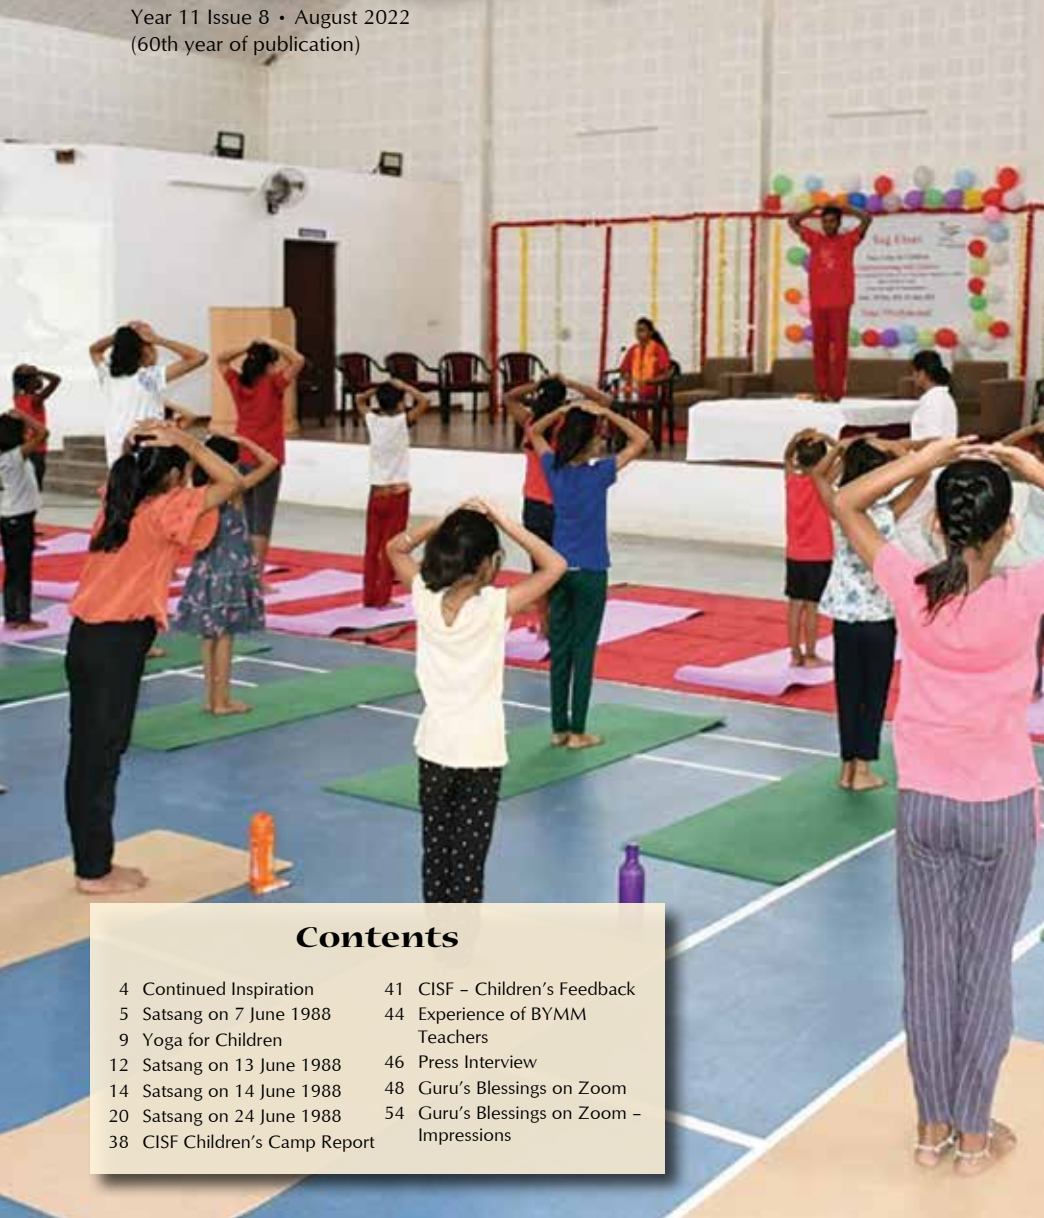 Year 11 Issue 8 • August 2022
(60th year of publication)
Contents
4 Continued Inspiration
5 Satsang on 7 June 1988
9 Yoga for Children
12 Satsang on 13 June 1988
14 Satsang on 14 June 1988
20 Satsang on 24 June 1988
38 CISF Children’s Camp Report
41 CISF – Children’s Feedback
44 Experience of BYMM
Teachers
46 Press Interview
48 Guru’s Blessings on Zoom
54 Guru’s Blessings on Zoom –
Impressions